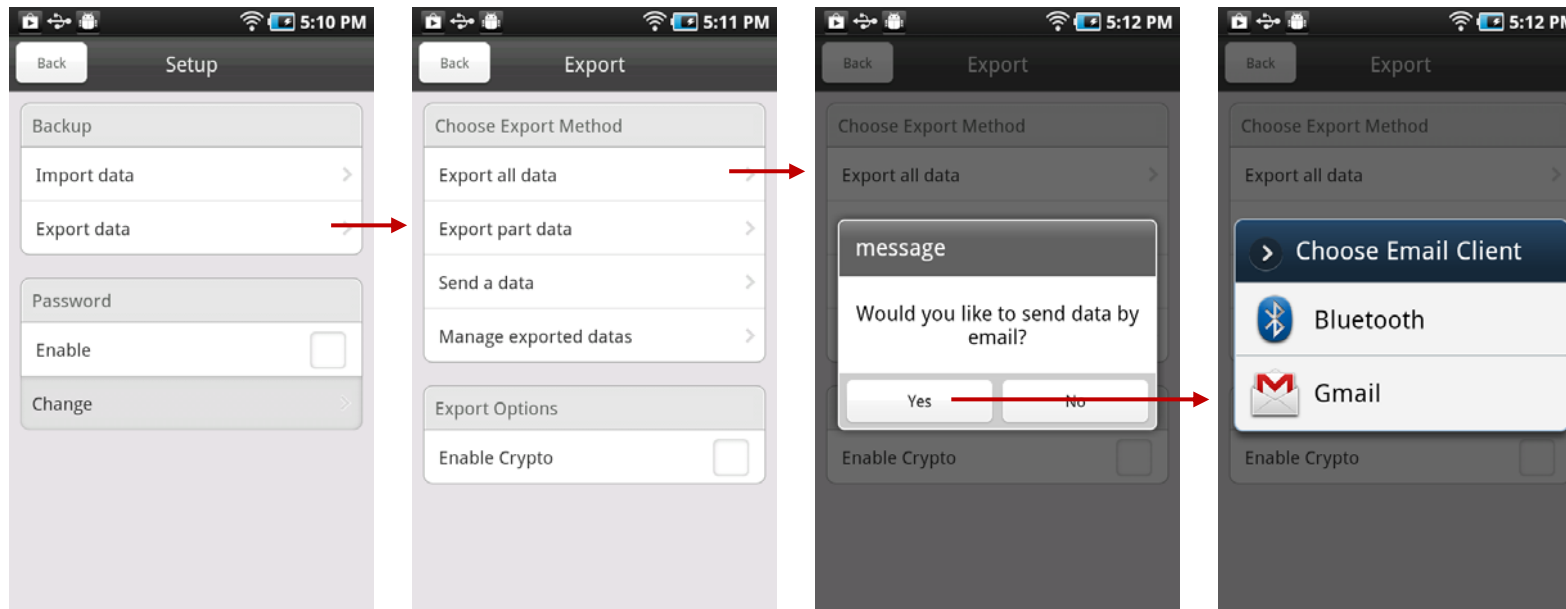 5:10 PM
Back
Setup
Backup
Import data
Export data
Password
Enable
Change
5:11 PM
Back
Export
Choose Export Method
Export all data
Export part data
Send a data
Manage exported datas
Export Options
Enable Crypto
5:12 PM
Back
Export
Choose Export Method
Export all data
message
Would you like to send data by
email?
Yes
No
Enable Crypto
5:12 PM
Back
Export
Choose Export Method
Export all data
Choose Email Client
Bluetooth
Gmail
Enable Crypto